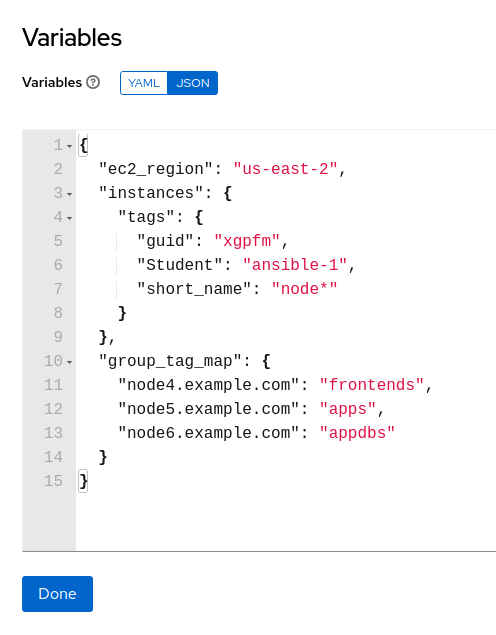 Variables
Variables ? YAML JSON
1 {
2 "ec2_region": "us-east-2",
3 "instances": {
4 "tags": {
5 "guid": "xgpfm",
6 "Student": "ansible-1",
7 "short_name": "node*"
8 }
9 },
10 "group_tag_map": {
11 "node4.example.com": "frontends",
12 "node5.example.com": "apps",
13 "node6.example.com": "appdbs"
14 }
15 }
Done